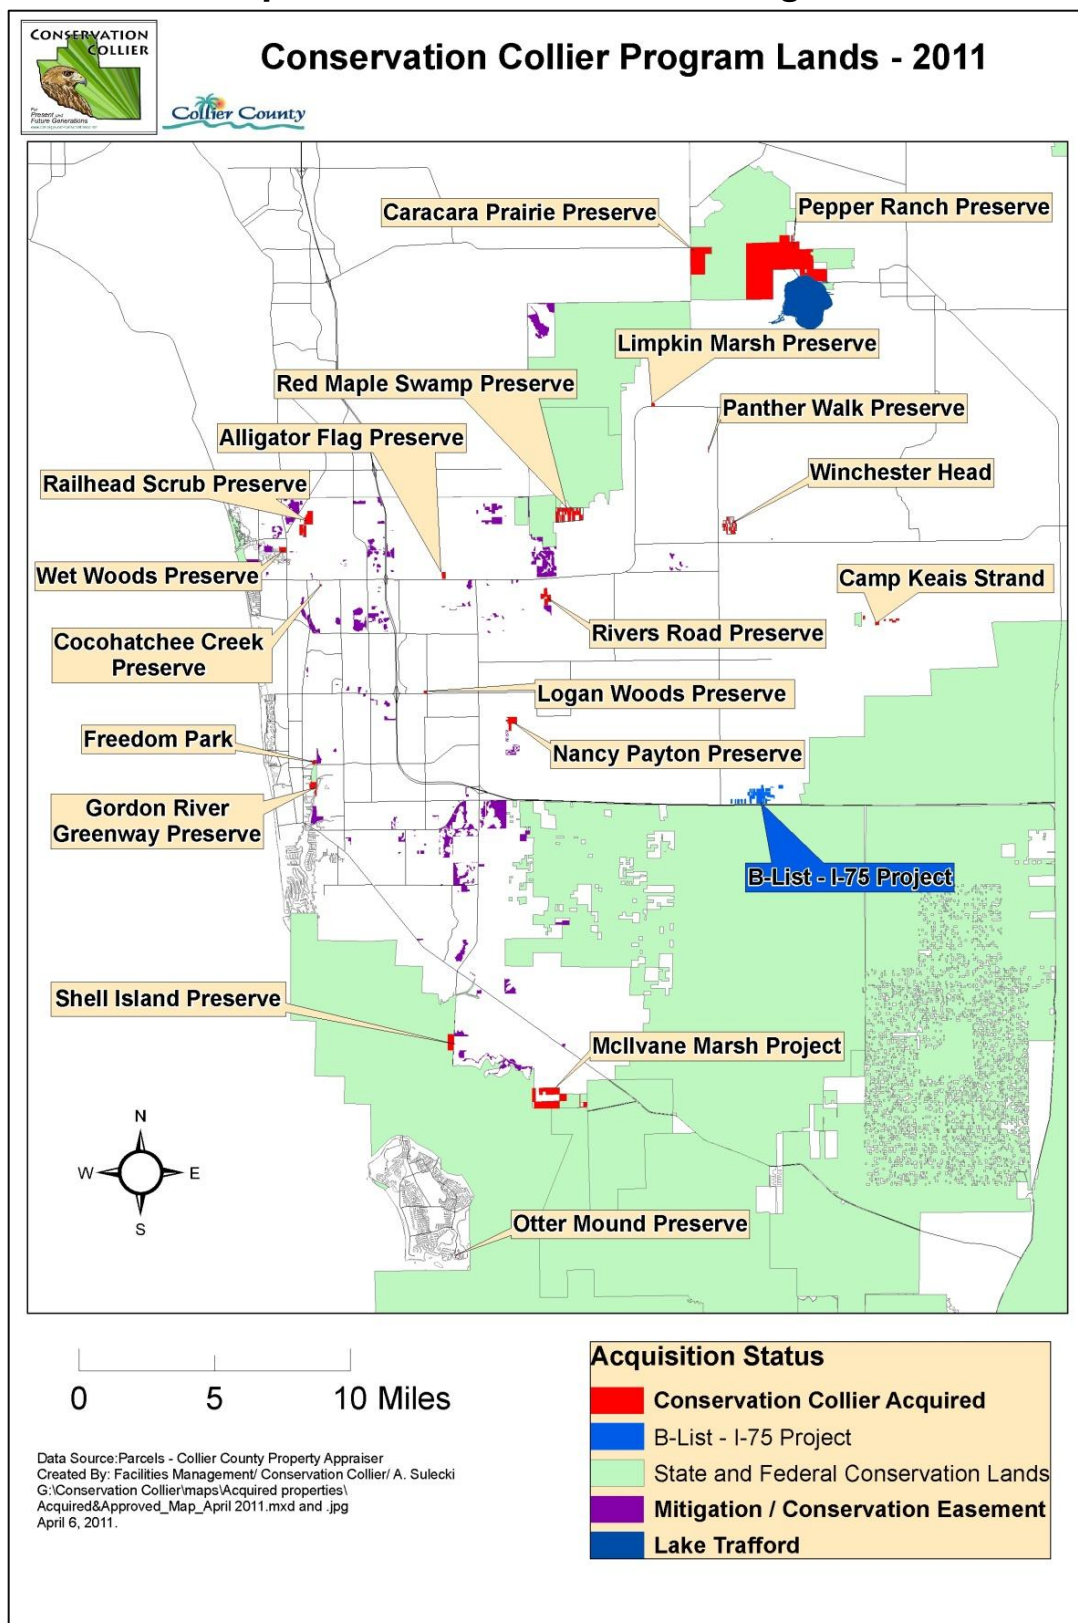 CONSERVATION
COLLIER
For
Present and
Future Generations
Collier County
Conservation Collier Program Lands - 2011
Caracara Prairie Preserve
Pepper Ranch Preserve
Limpkin Marsh Preserve
Red Maple Swamp Preserve
Panther Walk Preserve
Alligator Flag Preserve
Winchester Head
Railhead Scrub Preserve
Wet Woods Preserve
Camp Keais Strand
Rivers Road Preserve
Cocohatchee Creek
Preserve
Logan Woods Preserve
Freedom Park
Nancy Payton Preserve
Gordon River
Greenway Preserve
B-List - I-75 Project
Shell Island Preserve
McIlvane Marsh Project
N
W E
S
Otter Mound Preserve
0 5 10 Miles
Acquisition Status
Conservation Collier Acquired
B-List - I-75 Project
State and Federal Conservation Lands
Mitigation / Conservation Easement
Lake Trafford
Data Source:Parcels - Collier County Property Appraiser
Created By: Facilities Management/ Conservation Collier/ A. Sulecki
G:\Conservation Collier\maps\Acquired properties\
Acquired&Approved_Map_April 2011.mxd and .jpg
April 6, 2011.